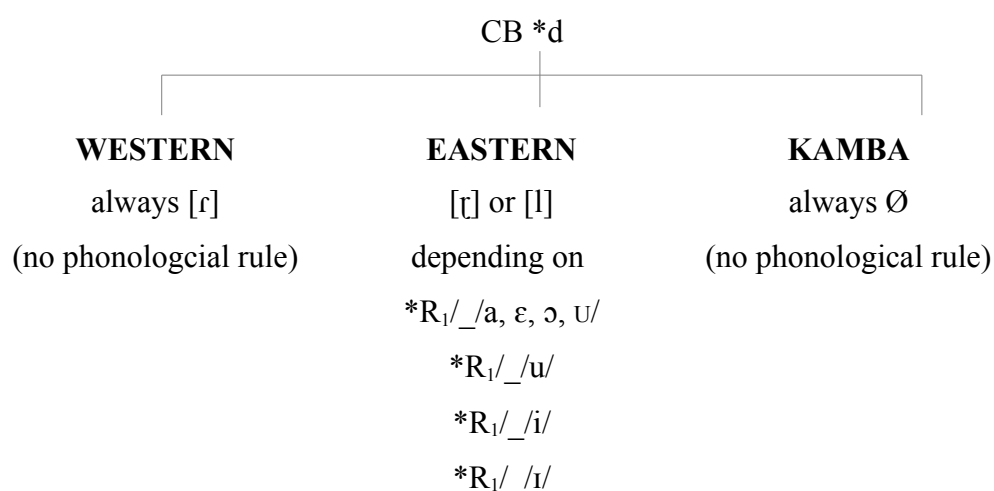 CB *d
WESTERN EASTERN KAMBA
always [ɾ] [ɽ] or [l] always Ø
(no phonologcial rule) depending on (no phonological rule)
*R₁/_/a, ɛ, ɔ, ʊ/
*R₁/_/u/
*R₁/_/i/
*R₁/_/ɪ/